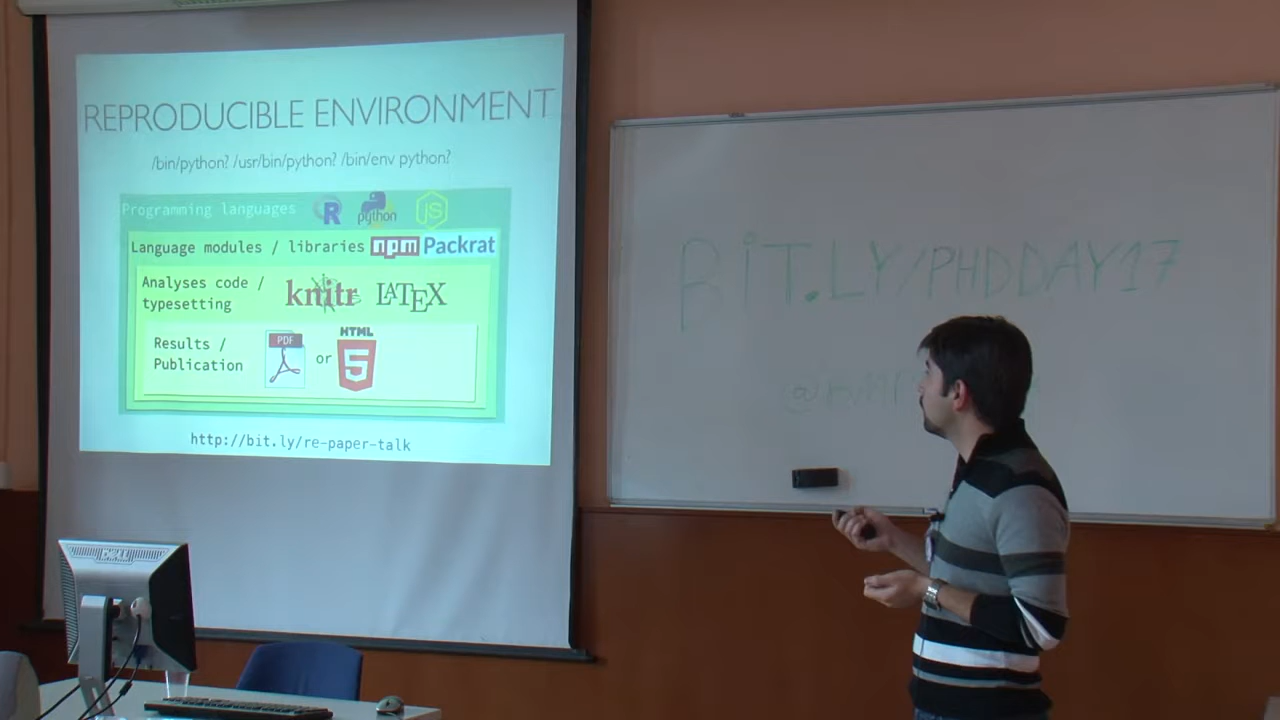 REPRODUCIBLE ENVIRONMENT
/bin/python? /usr/bin/python? /bin/env python?
Programming languages R python JS
Language modules / libraries npm Packrat
Analyses code / typesetting knitr LATEX
Results / Publication PDF or HTML 5
http://bit.ly/re-paper-talk
BIT.LY/PHDDAY17
DELL